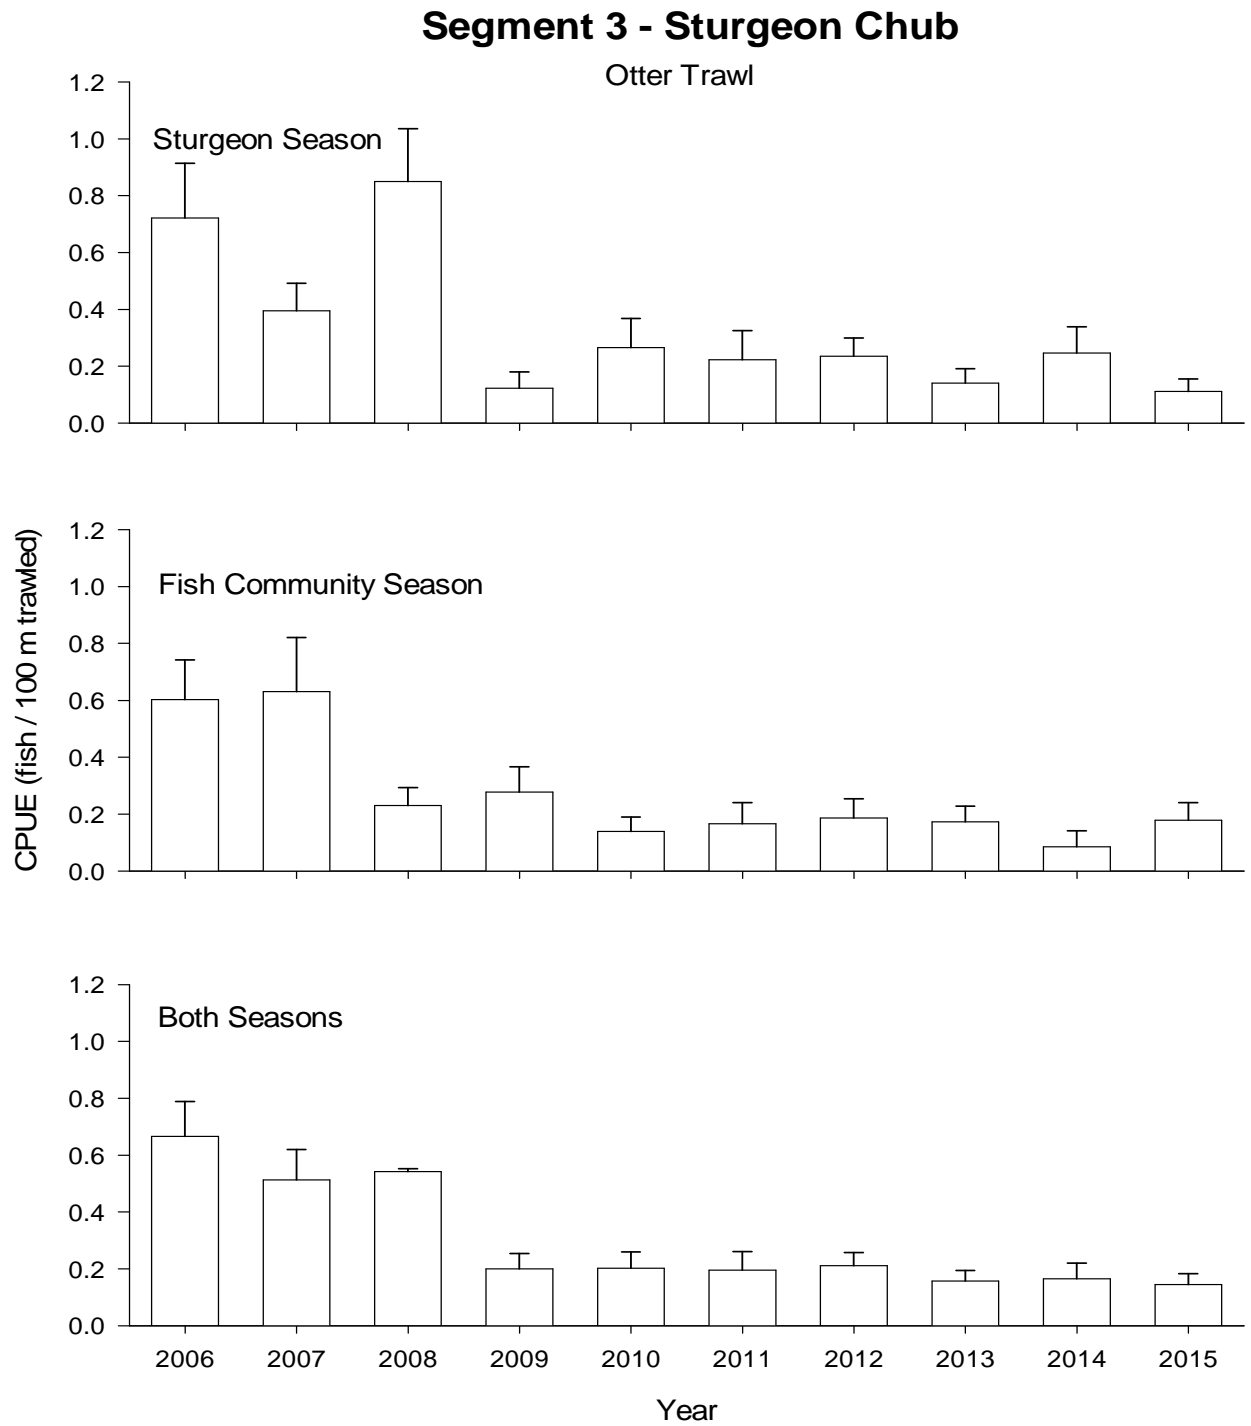 Segment 3 - Sturgeon Chub
Otter Trawl
1.2
1.0
0.8
0.6
0.4
0.2
0.0
Sturgeon Season
CPUE (fish / 100 m trawled)
1.2
1.0
0.8
0.6
0.4
0.2
0.0
Fish Community Season
1.2
1.0
0.8
0.6
0.4
0.2
0.0
Both Seasons
2006 2007 2008 2009 2010 2011 2012 2013 2014 2015
Year